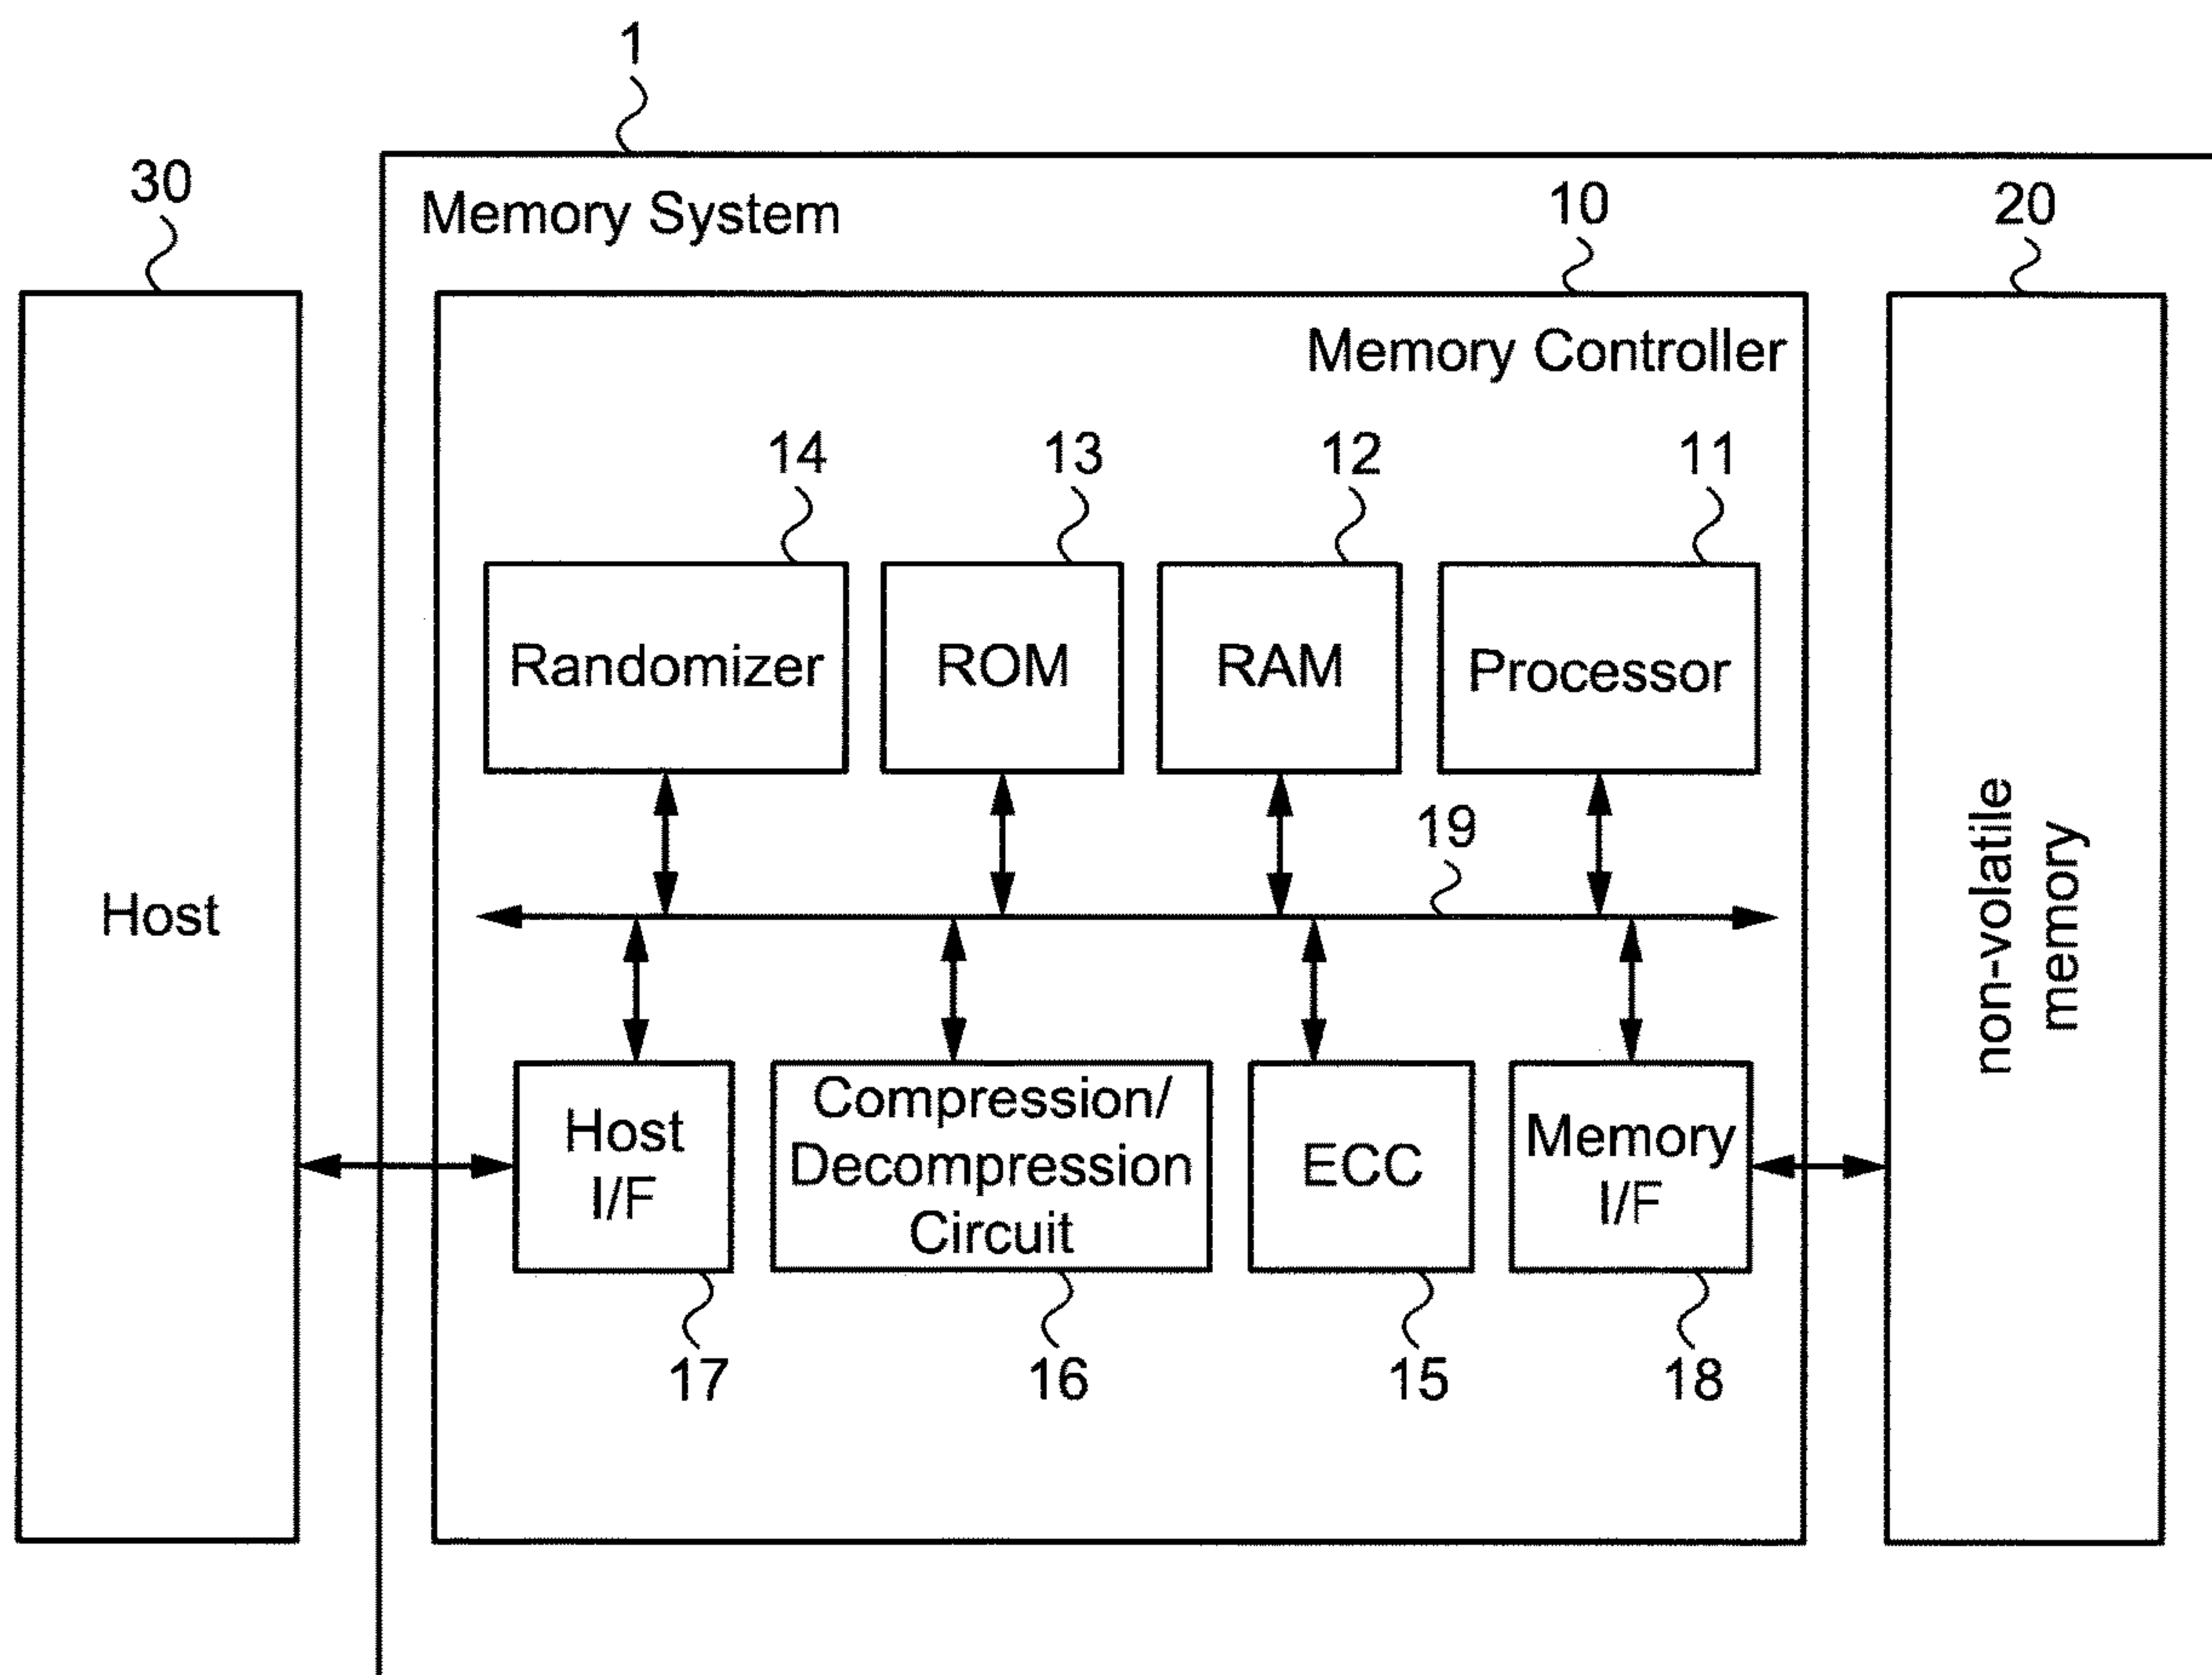 1
30
Memory System
10
20
Memory Controller
14
13
12
11
Randomizer
ROM
RAM
Processor
19
Host
non-volatile
memory
Host
I/F
Compression/
Decompression
Circuit
ECC
Memory
I/F
17
16
15
18